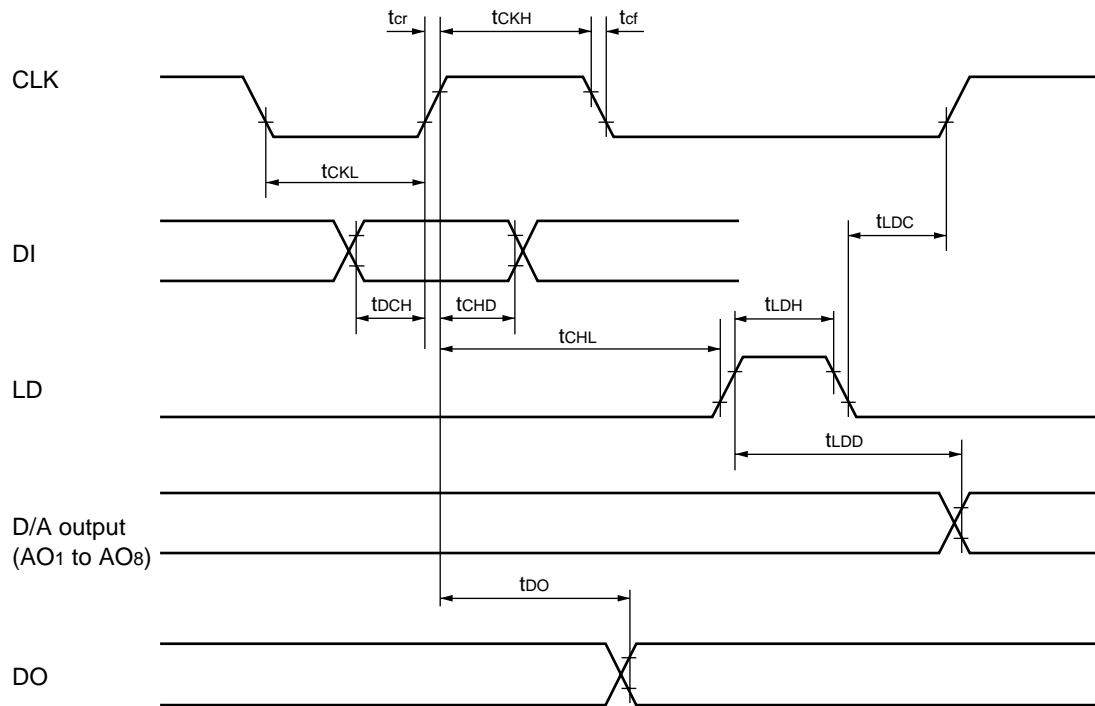 tcr
tCKH
tcf
CLK
tCKL
tLDC
DI
tDCH
tCHD
tLDH
tCHL
LD
tLDD
D/A output
(AO1 to AO8)
tDO
DO